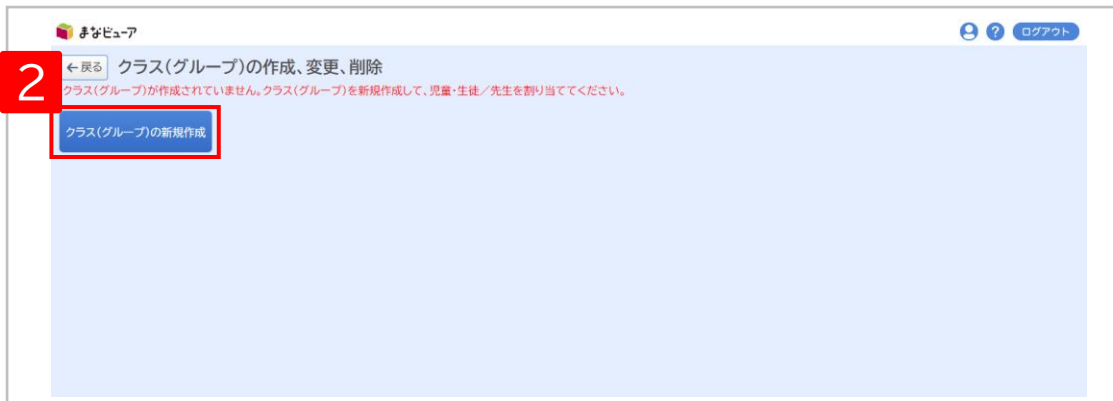 まなビューア
? ログアウト
2
←戻る クラス(グループ)の作成、変更、削除
クラス(グループ)が作成されていません。クラス(グループ)を新規作成して、児童・生徒／先生を割り当ててください。
クラス(グループ)の新規作成